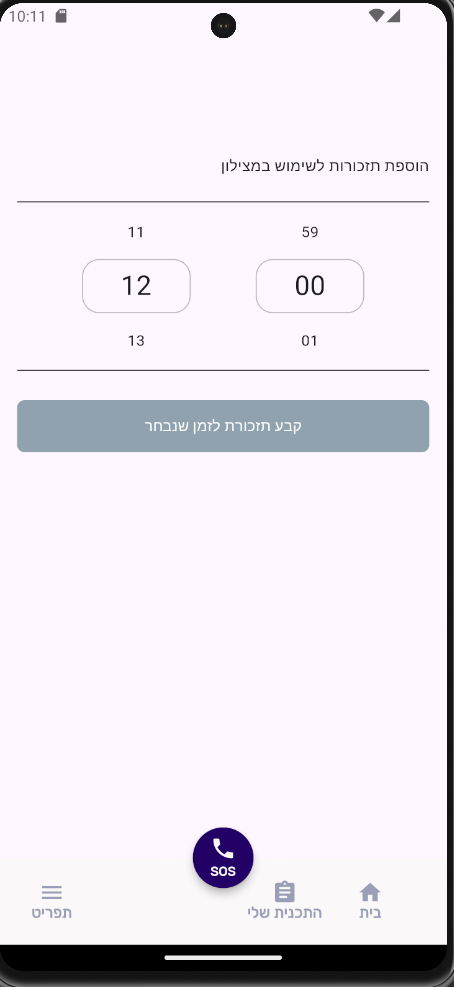 10:11
הוספת תזכורות לשימוש במצילון
11 59
12 00
13 01
קבע תזכורת לזמן שנבחר
SOS
בית
התכנית שלי
תפריט